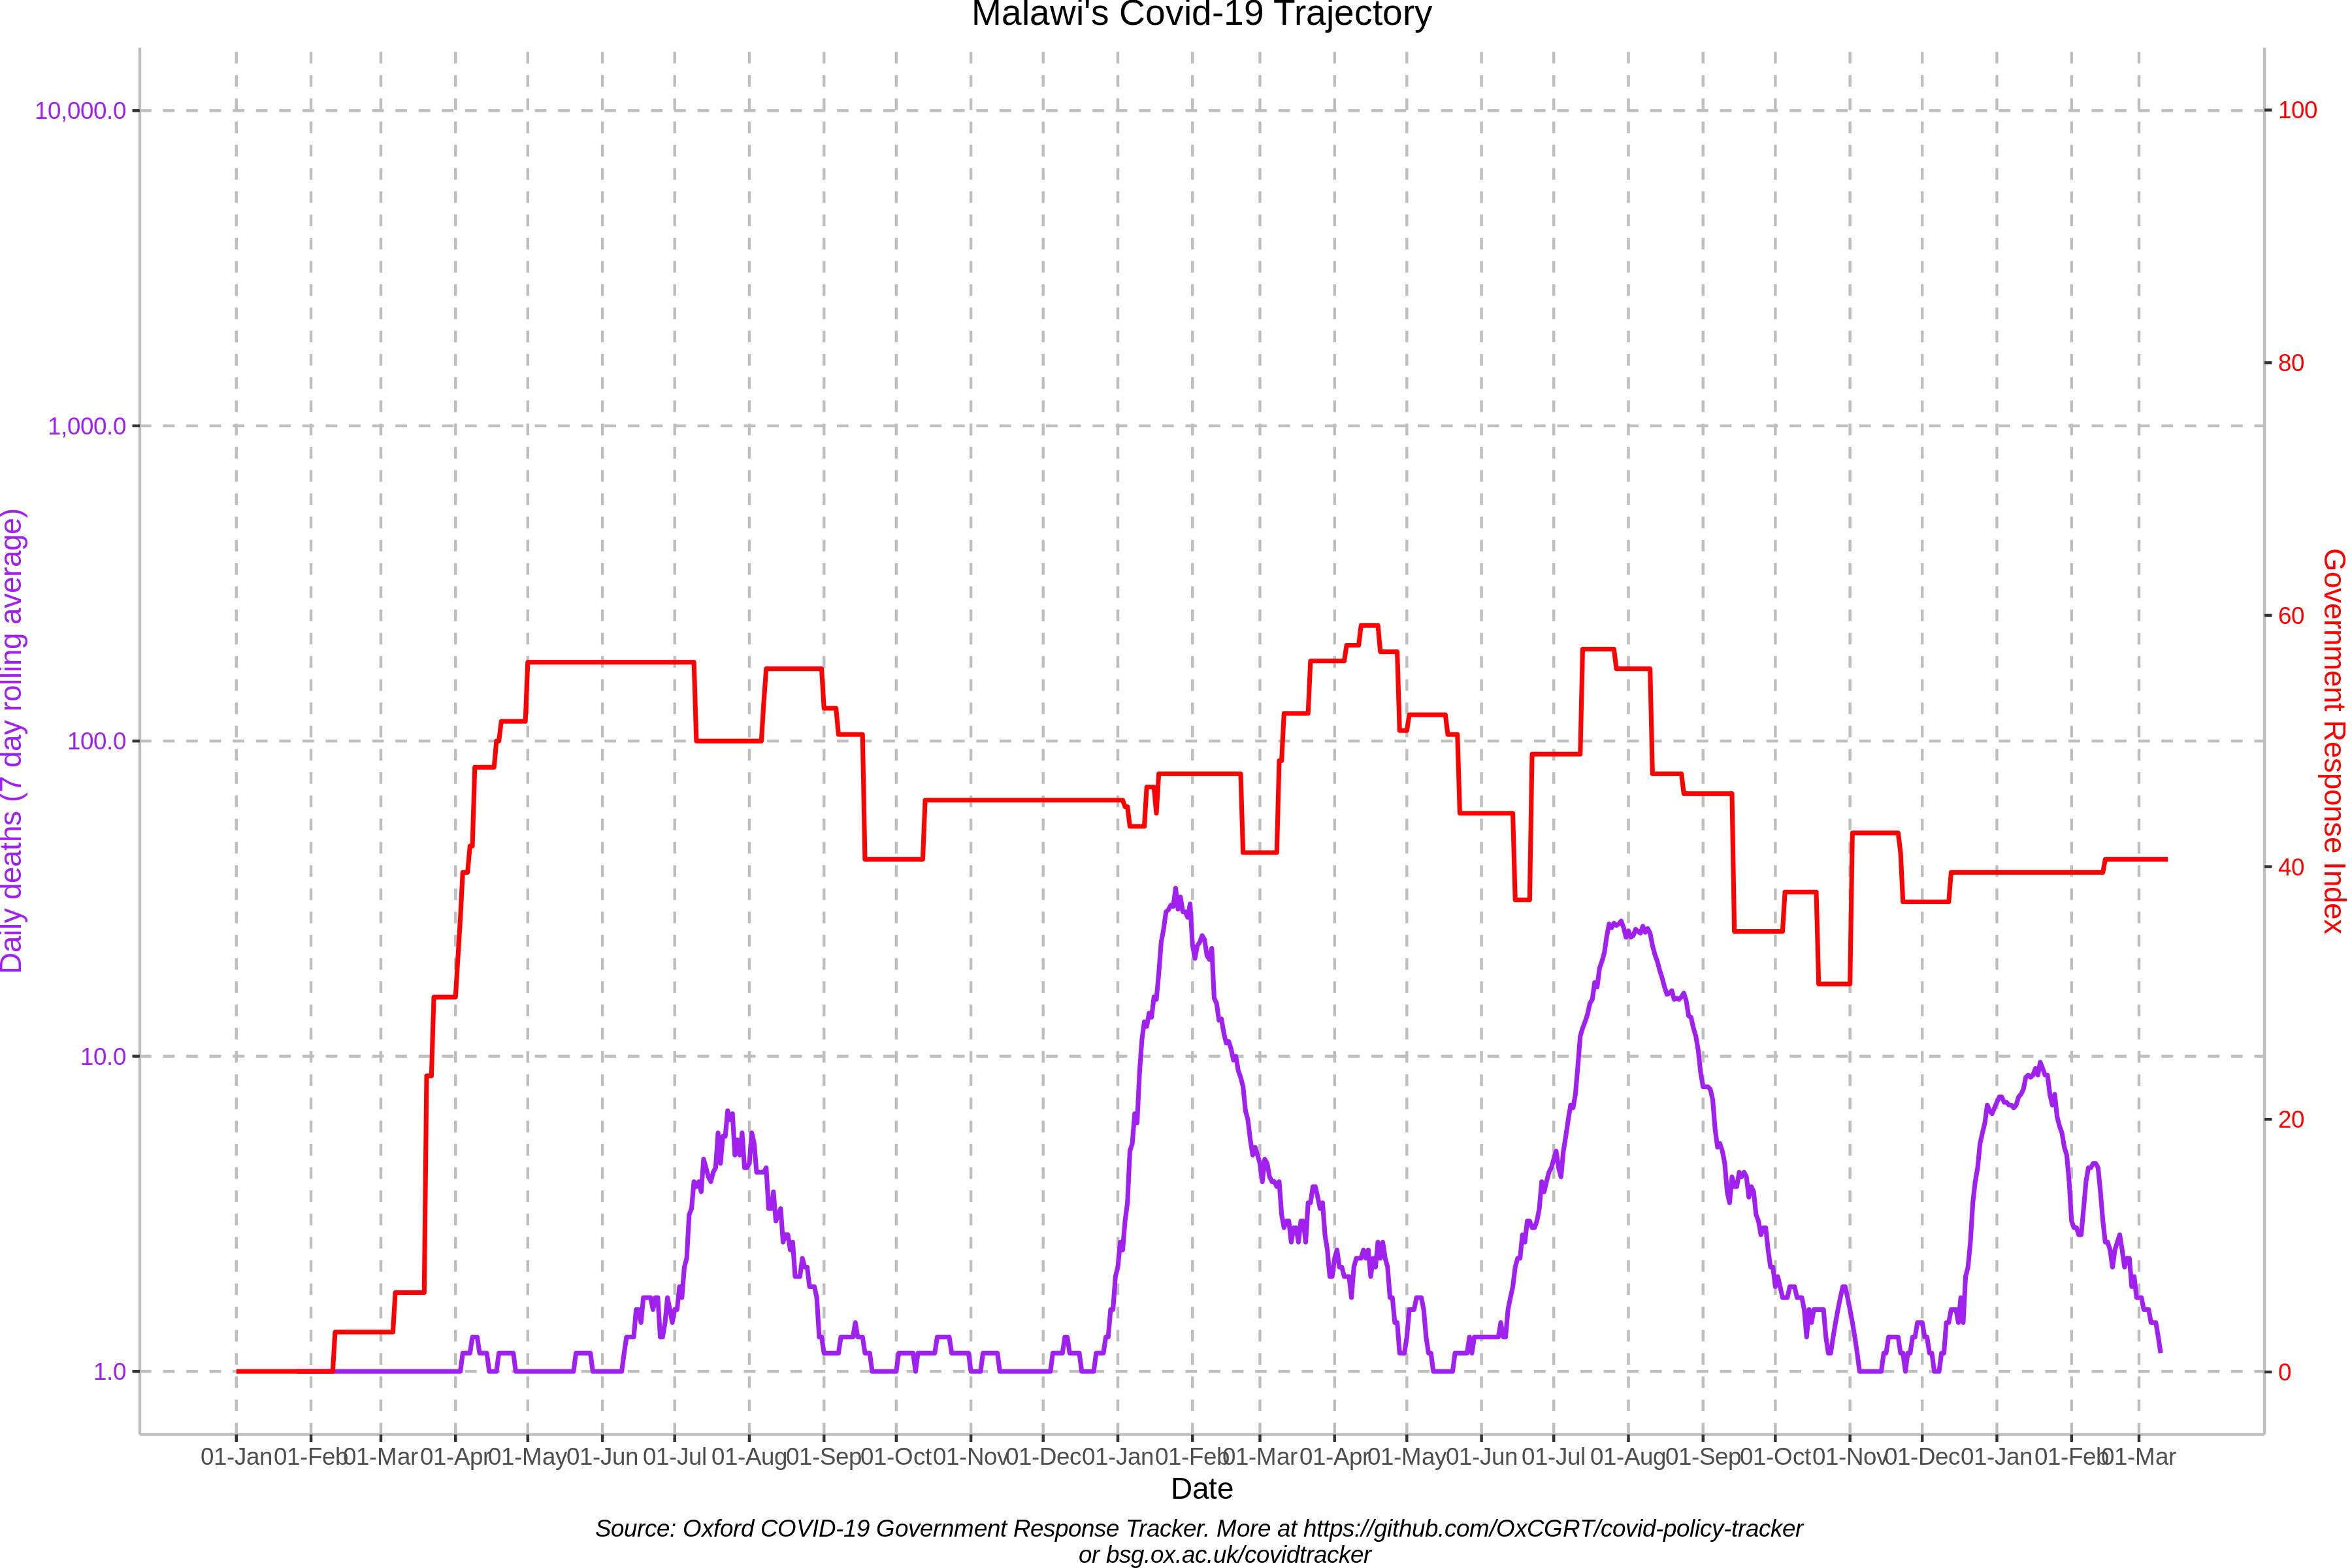 Malawi's Covid-19 Trajectory
10,000.0
1,000.0
100.0
10.0
1.0
Daily deaths (7 day rolling average)
100
80
60
40
20
0
Government Response Index
01-Jan 01-Feb 01-Mar 01-Apr 01-May 01-Jun 01-Jul 01-Aug 01-Sep 01-Oct 01-Nov 01-Dec 01-Jan 01-Feb 01-Mar 01-Apr 01-May 01-Jun 01-Jul 01-Aug 01-Sep 01-Oct 01-Nov 01-Dec 01-Jan 01-Feb 01-Mar
Date
Source: Oxford COVID-19 Government Response Tracker. More at https://github.com/OxCGRT/covid-policy-tracker
or bsg.ox.ac.uk/covidtracker